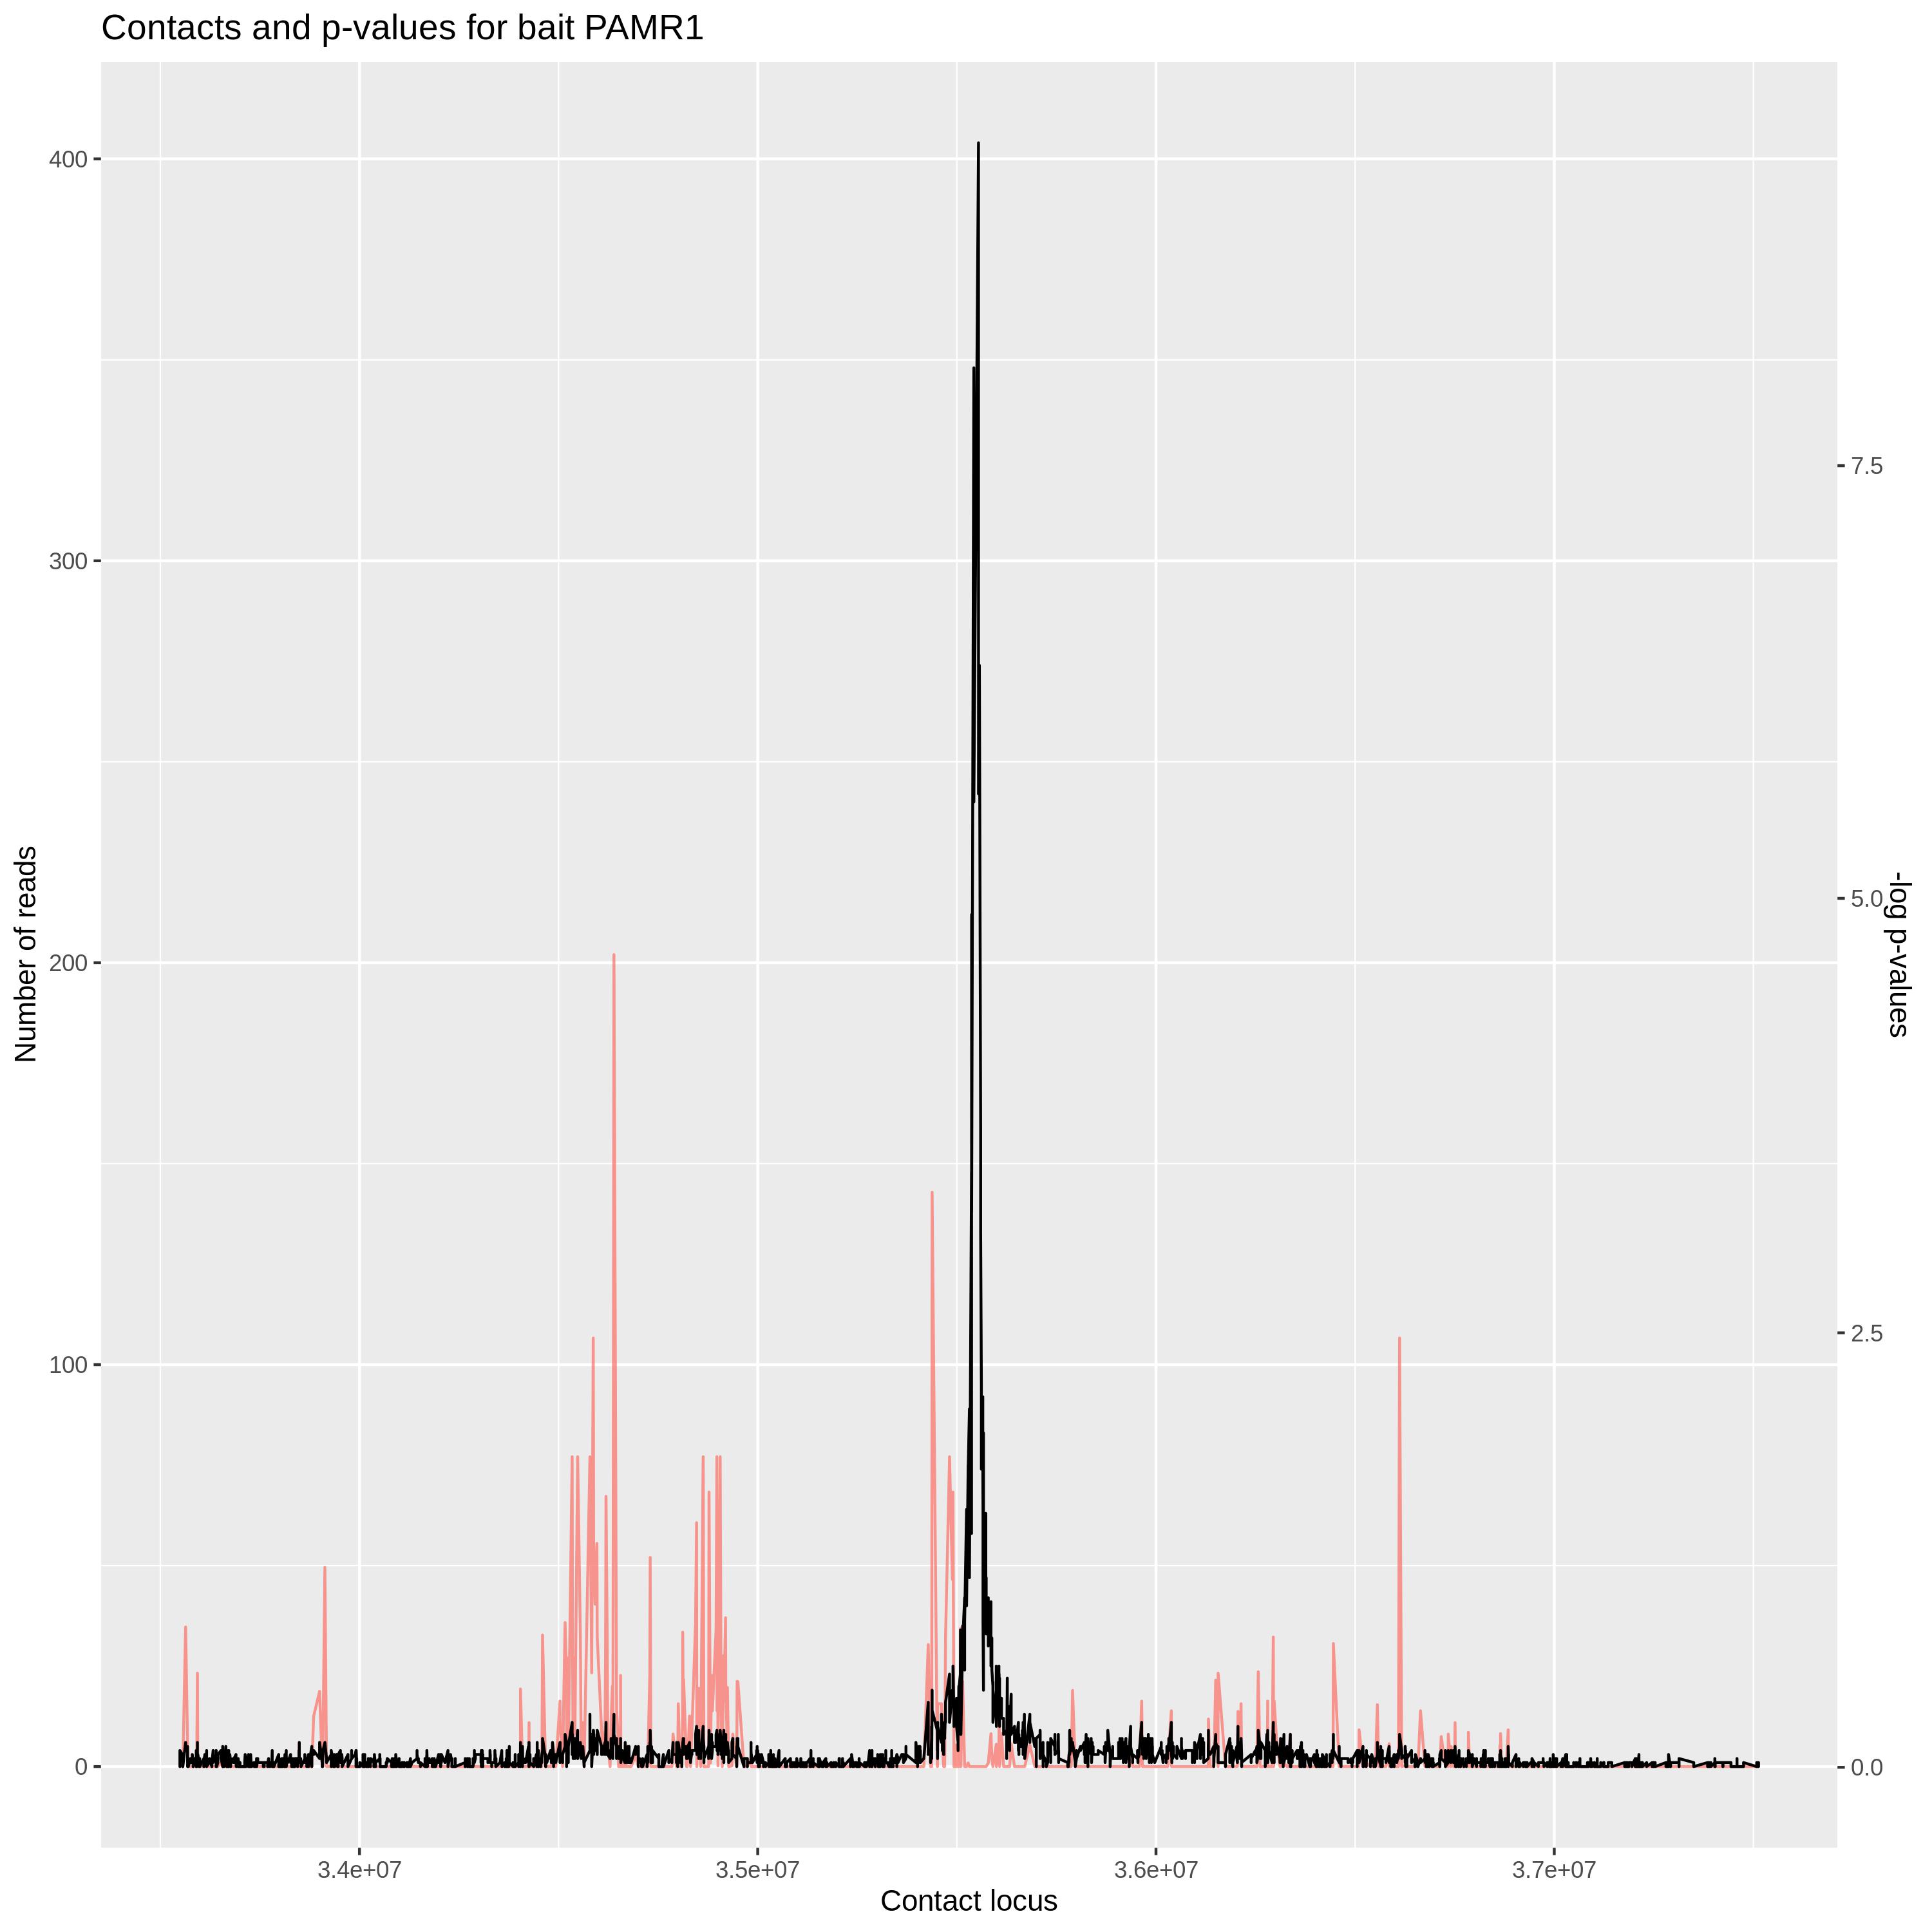 Contacts and p-values for bait PAMR1
400
300
200
100
0
Number of reads
7.5
5.0
2.5
0.0
-log p-values
3.4e+07
3.5e+07
3.6e+07
3.7e+07
Contact locus